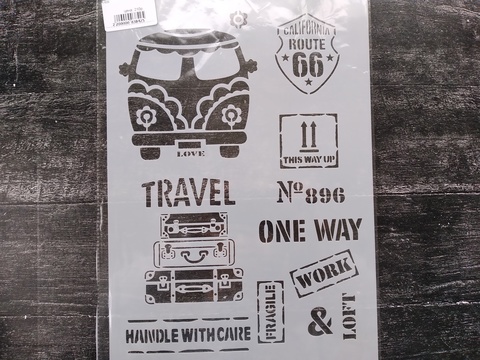 CALIFORNIA
ROUTE
66
LOVE
THIS WAY UP
TRAVEL
№896
ONE WAY
WORK
FRAGILE
& LOFT
HANDLE WITH CARE